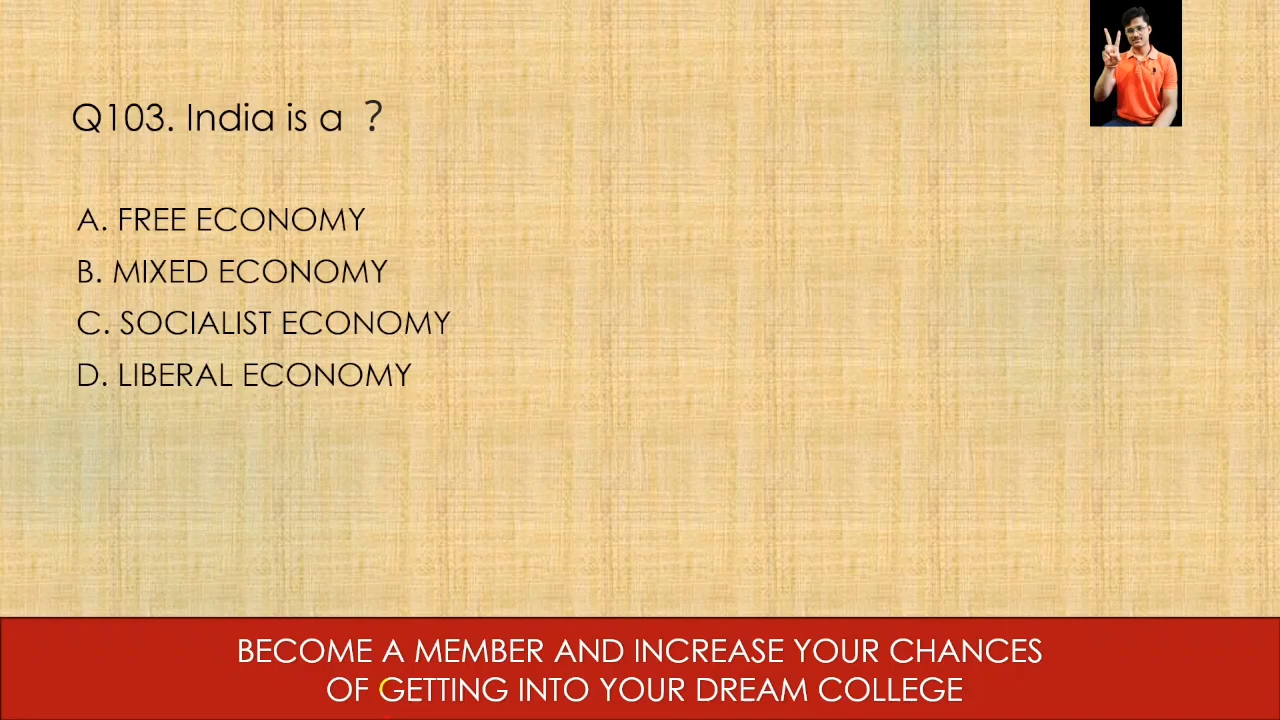 Q103. India is a ?
A. FREE ECONOMY
B. MIXED ECONOMY
C. SOCIALIST ECONOMY
D. LIBERAL ECONOMY
BECOME A MEMBER AND INCREASE YOUR CHANCES
OF GETTING INTO YOUR DREAM COLLEGE